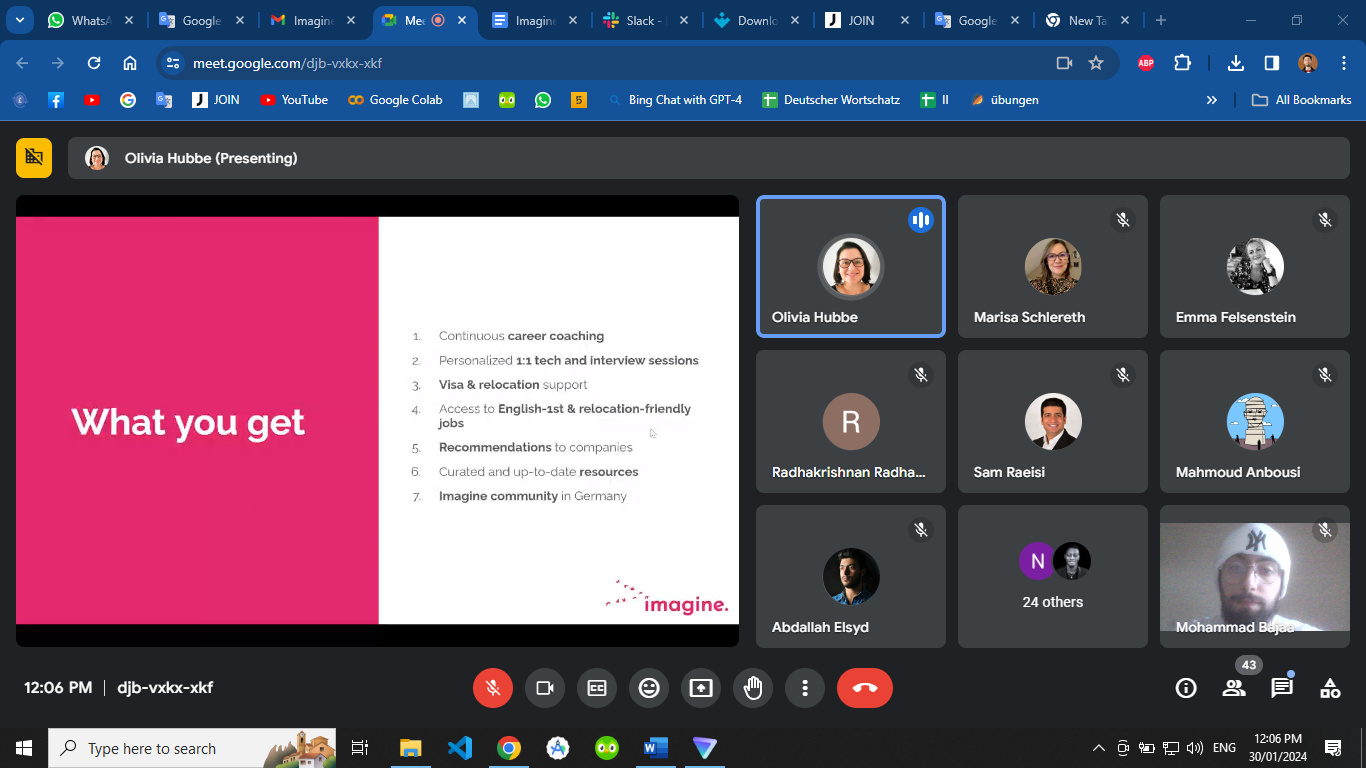 WhatsA
Google
Imagine
Mee
Imagine
Slack -
Downlo
JOIN
Google
New Ta
meet.google.com/djb-vxkx-xkf
ABP
JOIN
YouTube
Google Colab
5
Bing Chat with GPT-4
Deutscher Wortschatz
II
übungen
All Bookmarks
Olivia Hubbe (Presenting)
What you get
1. Continuous career coaching
2. Personalized 1:1 tech and interview sessions
3. Visa & relocation support
4. Access to English-1st & relocation-friendly
jobs
5. Recommendations to companies
6. Curated and up-to-date resources
7. Imagine community in Germany
imagine.
Olivia Hubbe
Marisa Schlereth
Emma Felsenstein
R
Radhakrishnan Radha...
Sam Raeisi
Mahmoud Anbousi
Abdallah Elsyd
N
24 others
Mohammad Bajaa
12:06 PM | djb-vxkx-xkf
43
Type here to search
ENG
12:06 PM
30/01/2024